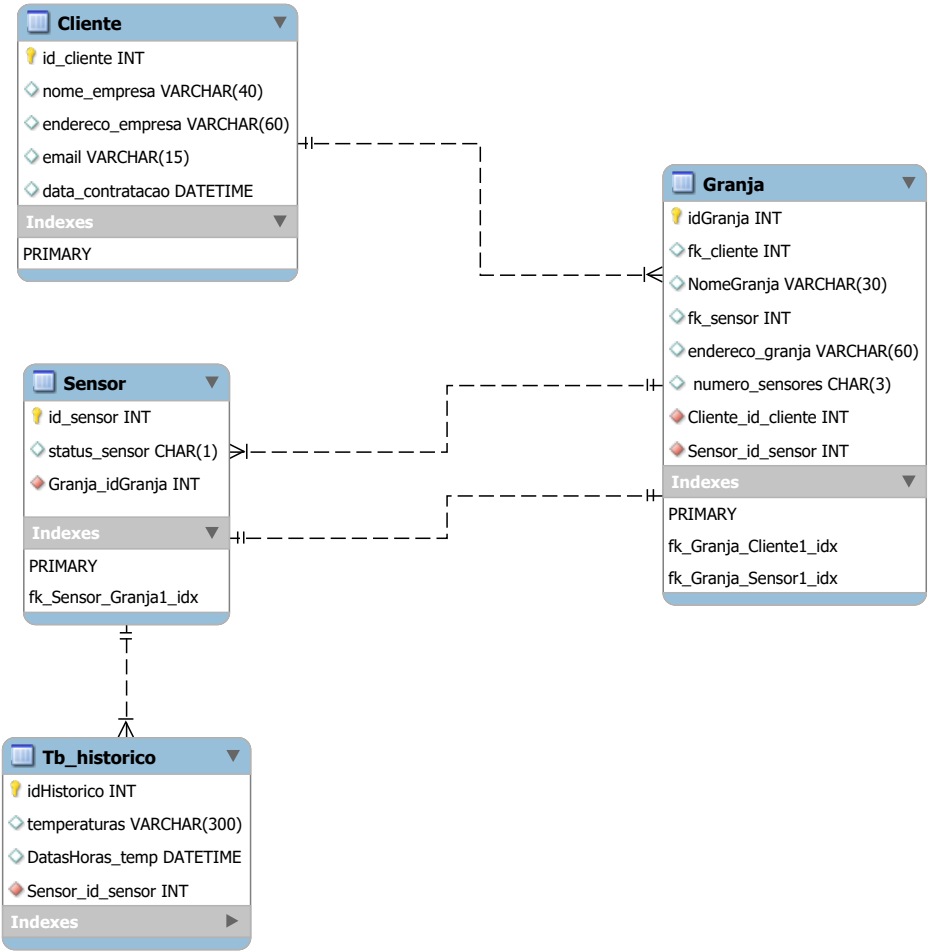 Cliente
id_cliente INT
nome_empresa VARCHAR(40)
endereco_empresa VARCHAR(60)
email VARCHAR(15)
data_contratacao DATETIME
Indexes
PRIMARY
Granja
idGranja INT
fk_cliente INT
NomeGranja VARCHAR(30)
fk_sensor INT
endereco_granja VARCHAR(60)
numero_sensores CHAR(3)
Cliente_id_cliente INT
Sensor_id_sensor INT
Indexes
PRIMARY
fk_Granja_Cliente1_idx
fk_Granja_Sensor1_idx
Sensor
id_sensor INT
status_sensor CHAR(1)
Granja_idGranja INT
Indexes
PRIMARY
fk_Sensor_Granja1_idx
Tb_historico
idHistorico INT
temperaturas VARCHAR(300)
DatasHoras_temp DATETIME
Sensor_id_sensor INT
Indexes